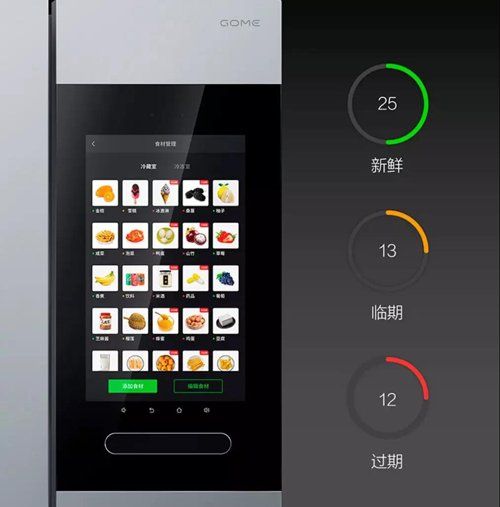 GOME
食材管理
冷藏室 冷冻室
金桔 雪糕 冰激淋 桑葚 柚子
咸菜 泡菜 鸭蛋 山竹 草莓
香蕉 饮料 米酒 药品 葡萄
芝麻酱 榴莲 蜂蜜 鸡蛋 豆腐
添加食材 编辑食材
25
新鲜
13
临期
12
过期